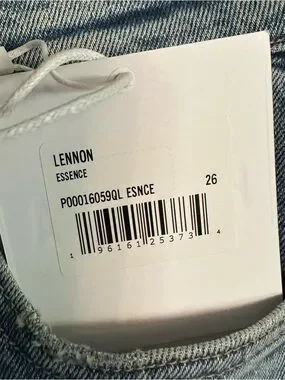 LENNON
ESSENCE
P00016059QL ESNCE 26
1 96161 25373 4